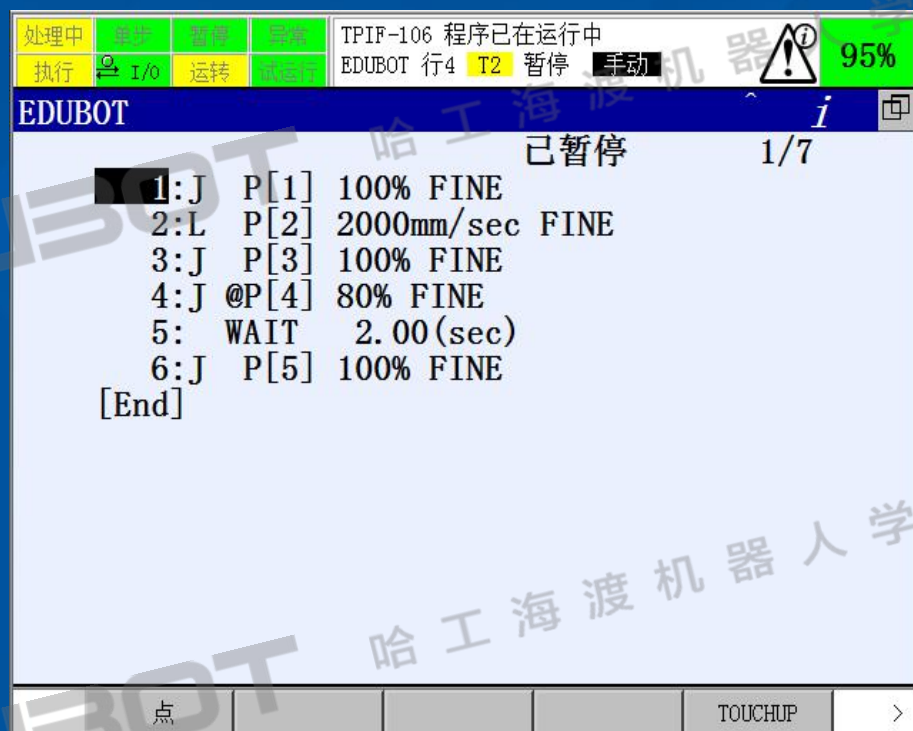 处理中 单步 暂停 异常 TPIF-106 程序已在运行中
执行 I/O 运转 试运行 EDUBOT 行4 T2 暂停 手动 95%
EDUBOT i
已暂停 1/7
1:J P[1] 100% FINE
2:L P[2] 2000mm/sec FINE
3:J P[3] 100% FINE
4:J @P[4] 80% FINE
5: WAIT 2.00(sec)
6:J P[5] 100% FINE
[End]
点 TOUCHUP >
哈工海渡机器人学
哈工海渡机器人学